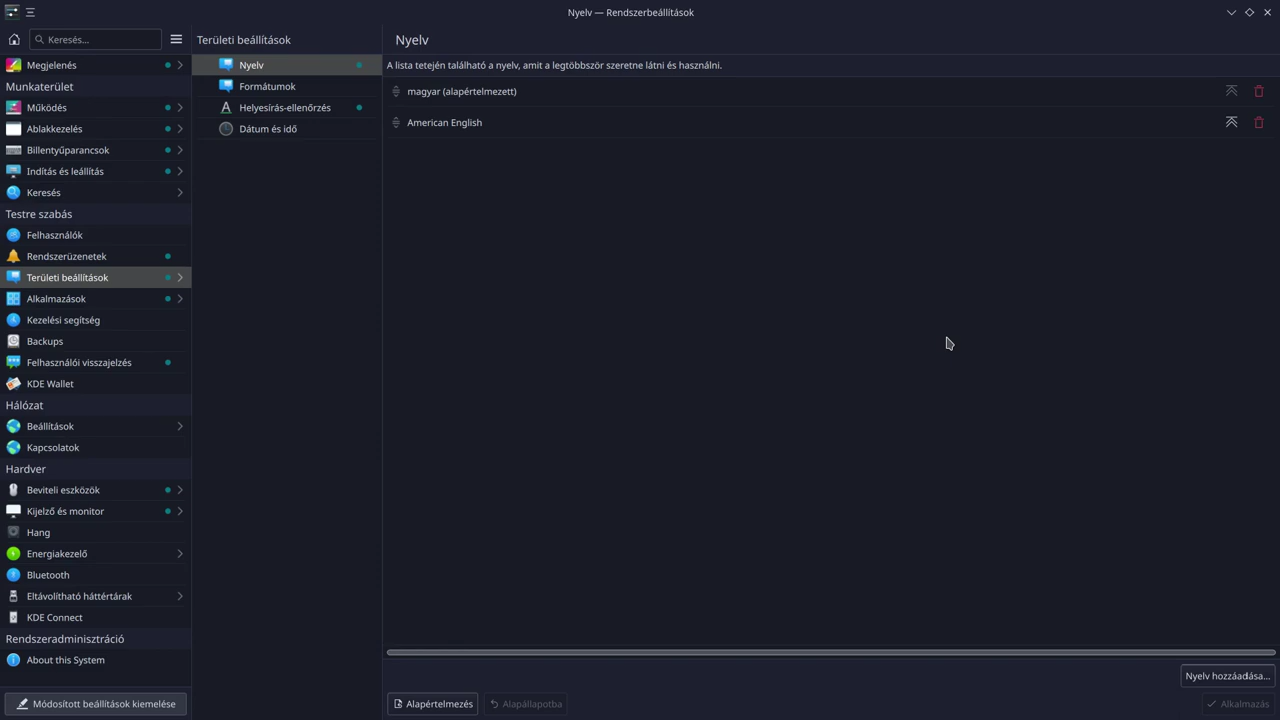 Nyelv — Rendszerbeállítások
Keresés...
Megjelenés
Munkaterület
Működés
Ablakkezelés
Billentyűparancsok
Indítás és leállítás
Keresés
Testre szabás
Felhasználók
Rendszerüzenetek
Területi beállítások
Alkalmazások
Kezelési segítség
Backups
Felhasználói visszajelzés
KDE Wallet
Hálózat
Beállítások
Kapcsolatok
Hardver
Beviteli eszközök
Kijelző és monitor
Hang
Energiakezelő
Bluetooth
Eltávolítható háttértárak
KDE Connect
Rendszeradminisztráció
About this System
Módosított beállítások kiemelése
Területi beállítások
Nyelv
Formátumok
Helyesírás-ellenőrzés
Dátum és idő
Nyelv
A lista tetején található a nyelv, amit a legtöbbször szeretne látni és használni.
magyar (alapértelmezett)
American English
Nyelv hozzáadása...
Alapértelmezés
Alapállapotba
Alkalmazás